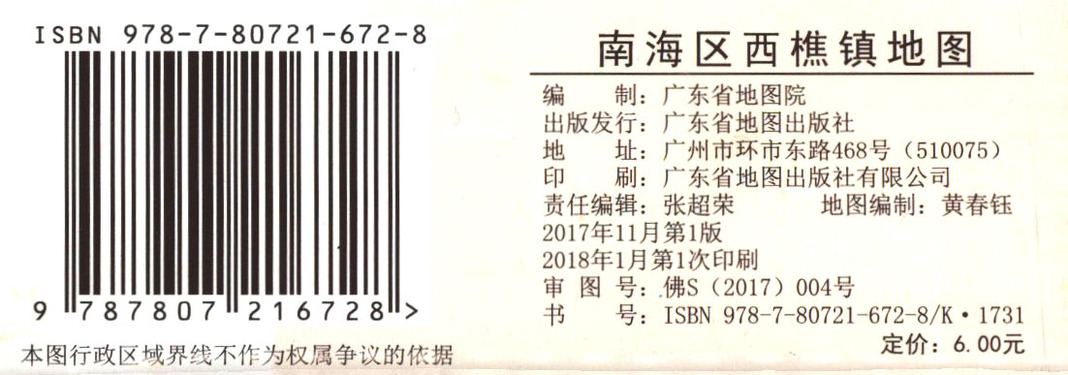 ISBN 978-7-80721-672-8
9 787807 216728 >
本图行政区域界线不作为权属争议的依据
南海区西樵镇地图
编 制：广东省地图院
出版发行：广东省地图出版社
地 址：广州市环市东路468号（510075）
印 刷：广东省地图出版社有限公司
责任编辑：张超荣 地图编制：黄春钰
2017年11月第1版
2018年1月第1次印刷
审 图 号：佛S（2017）004号
书 号：ISBN 978-7-80721-672-8/K·1731
定价：6.00元